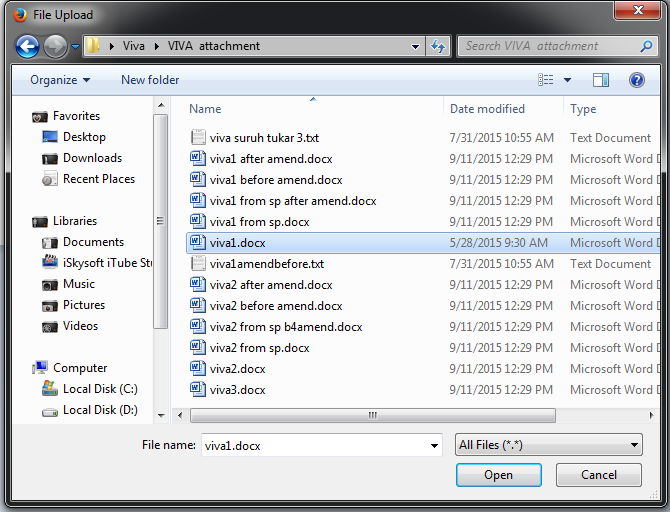 File Upload
Viva VIVA attachment
Search VIVA attachment
Organize New folder
Favorites
Desktop
Downloads
Recent Places
Libraries
Documents
iSkysoft iTube Stu
Music
Pictures
Videos
Computer
Local Disk (C:)
Local Disk (D:)
Name Date modified Type
viva suruh tukar 3.txt 7/31/2015 10:55 AM Text Document
viva1 after amend.docx 9/11/2015 12:29 PM Microsoft Word D
viva1 before amend.docx 9/11/2015 12:29 PM Microsoft Word D
viva1 from sp after amend.docx 9/11/2015 12:29 PM Microsoft Word D
viva1 from sp.docx 9/11/2015 12:29 PM Microsoft Word D
viva1.docx 5/28/2015 9:30 AM Microsoft Word D
viva1amendbefore.txt 7/31/2015 10:55 AM Text Document
viva2 after amend.docx 9/11/2015 12:29 PM Microsoft Word D
viva2 before amend.docx 9/11/2015 12:29 PM Microsoft Word D
viva2 from sp b4amend.docx 9/11/2015 12:29 PM Microsoft Word D
viva2 from sp.docx 9/11/2015 12:29 PM Microsoft Word D
viva2.docx 9/11/2015 12:29 PM Microsoft Word D
viva3.docx 9/11/2015 12:29 PM Microsoft Word D
File name: viva1.docx All Files (*.*)
Open Cancel